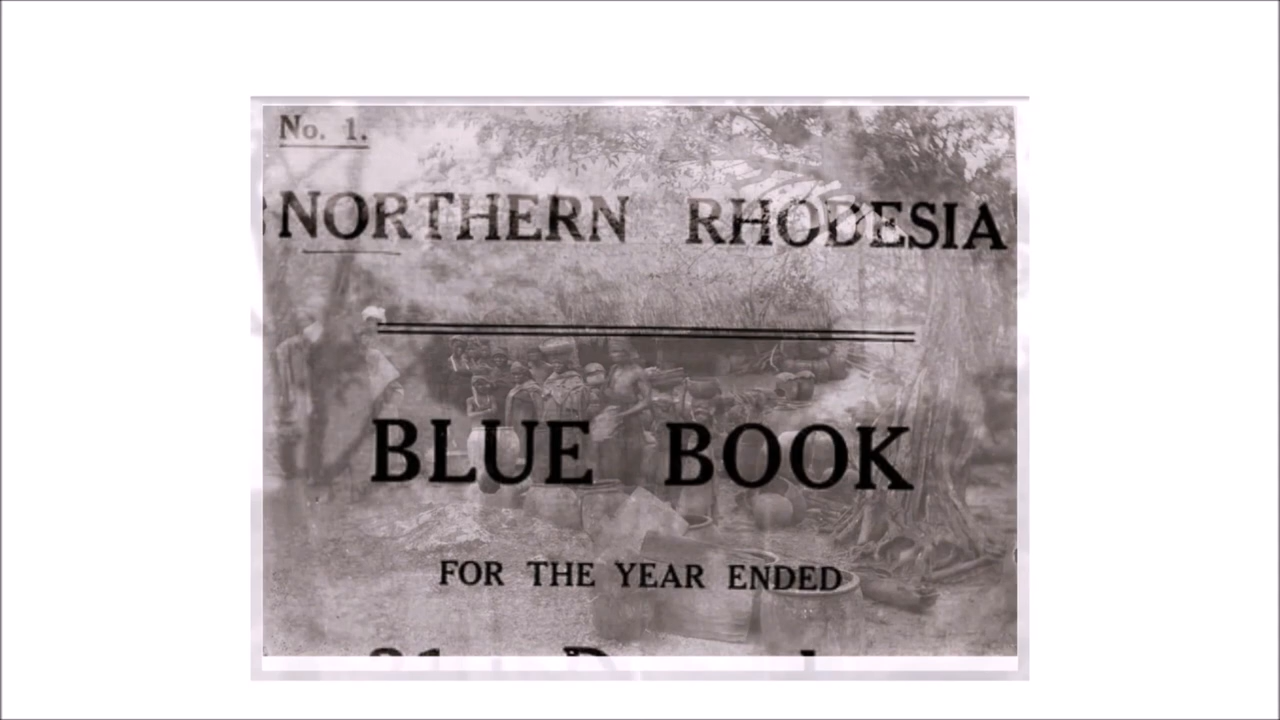 No. 1.
NORTHERN RHODESIA
BLUE BOOK
FOR THE YEAR ENDED